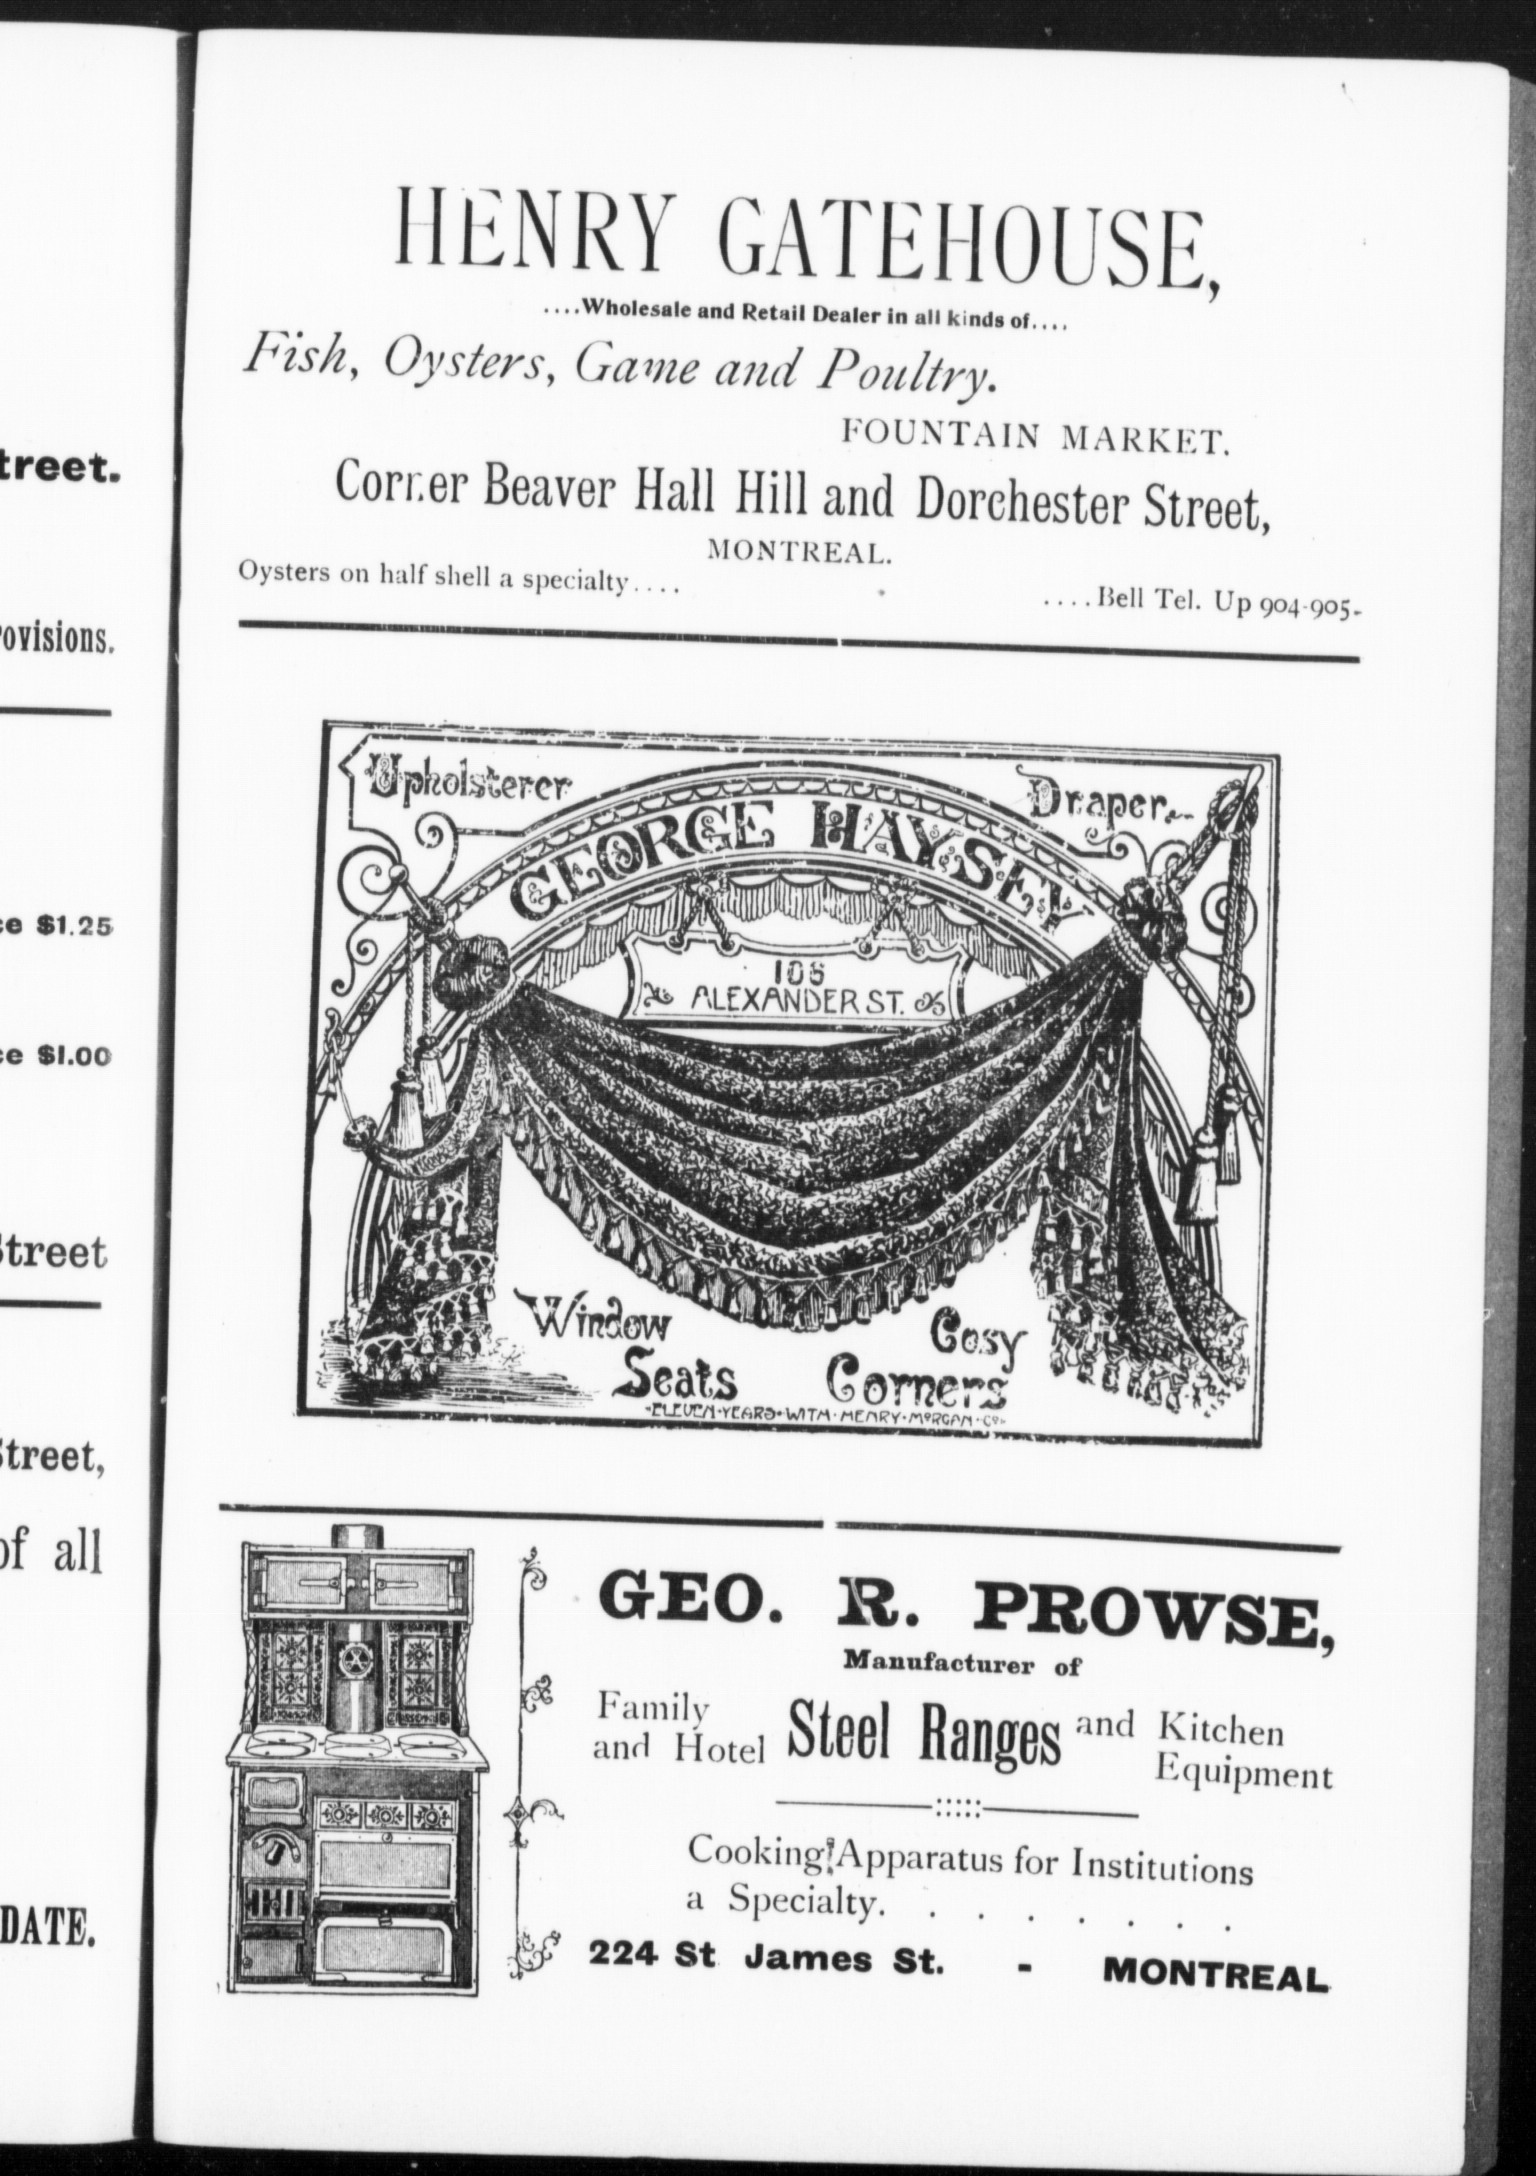 treet.
rovisions.
ce $1.25
ce $1.00
Street
Street,
of all
DATE.
HENRY GATEHOUSE,
....Wholesale and Retail Dealer in all kinds of....
Fish, Oysters, Game and Poultry.
FOUNTAIN MARKET.
Corner Beaver Hall Hill and Dorchester Street,
MONTREAL.
Oysters on half shell a specialty....
....Bell Tel. Up 904-905-
Upholsterer
Draper
GEORGE HAYSEY
106
ALEXANDER ST.
Window
Seats
Cosy
Corners
ELEVEN·YEARS·WITH·HENRY·MORGAN·CO.
GEO. R. PROWSE,
Manufacturer of
Family
and Hotel
Steel Ranges
and Kitchen
Equipment
Cooking Apparatus for Institutions
a Specialty. . . . . . . .
224 St James St. - MONTREAL